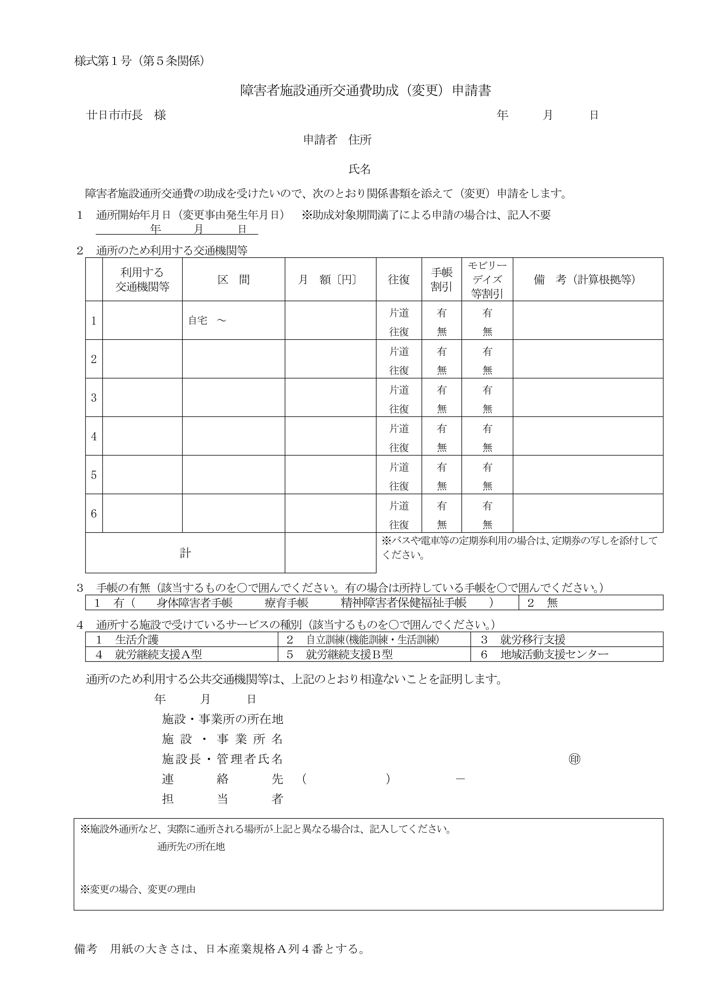 様式第１号（第５条関係）
障害者施設通所交通費助成（変更）申請書
廿日市市長　様　　　　　年　　　月　　　日
申請者　住所
氏名
障害者施設通所交通費の助成を受けたいので、次のとおり関係書類を添えて（変更）申請をします。
１　通所開始年月日（変更事由発生年月日）　※助成対象期間満了による申請の場合は、記入不要
年　　　月　　　日
２　通所のため利用する交通機関等
利用する
交通機関等
区　間
月　額〔円〕
往復
手帳
割引
モビリー
デイズ
等割引
備　考（計算根拠等）
1
自宅　～
片道　有　有
往復　無　無
2
片道　有　有
往復　無　無
3
片道　有　有
往復　無　無
4
片道　有　有
往復　無　無
5
片道　有　有
往復　無　無
6
片道　有　有
往復　無　無
計
※バスや電車等の定期券利用の場合は、定期券の写しを添付して
ください。
３　手帳の有無（該当するものを○で囲んでください。有の場合は所持している手帳を○で囲んでください。）
１　有（　　身体障害者手帳　　　療育手帳　　　精神障害者保健福祉手帳　　）　２　無
４　通所する施設で受けているサービスの種別（該当するものを○で囲んでください。）
１　生活介護　２　自立訓練(機能訓練・生活訓練)　３　就労移行支援
４　就労継続支援Ａ型　５　就労継続支援Ｂ型　６　地域活動支援センター
通所のため利用する公共交通機関等は、上記のとおり相違ないことを証明します。
年　　　月　　　日
施設・事業所の所在地
施設・事業所名
施設長・管理者氏名　　　　　㊞
連絡先　（　　　　　　　）　　　　　－
担当者
※施設外通所など、実際に通所される場所が上記と異なる場合は、記入してください。
通所先の所在地
※変更の場合、変更の理由
備考　用紙の大きさは、日本産業規格Ａ列４番とする。